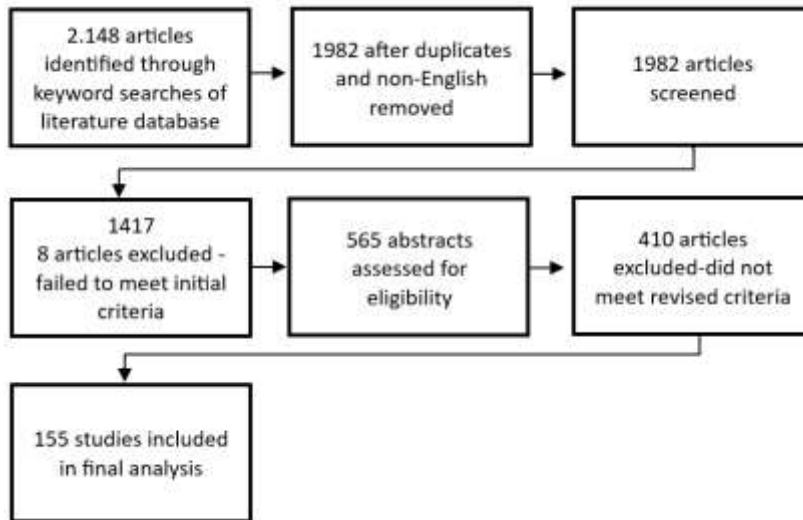 2.148 articles
identified through
keyword searches of
literature database
1982 after duplicates
and non-English
removed
1982 articles
screened
1417
8 articles excluded -
failed to meet initial
criteria
565 abstracts
assessed for
eligibility
410 articles
excluded-did not
meet revised criteria
155 studies included
in final analysis